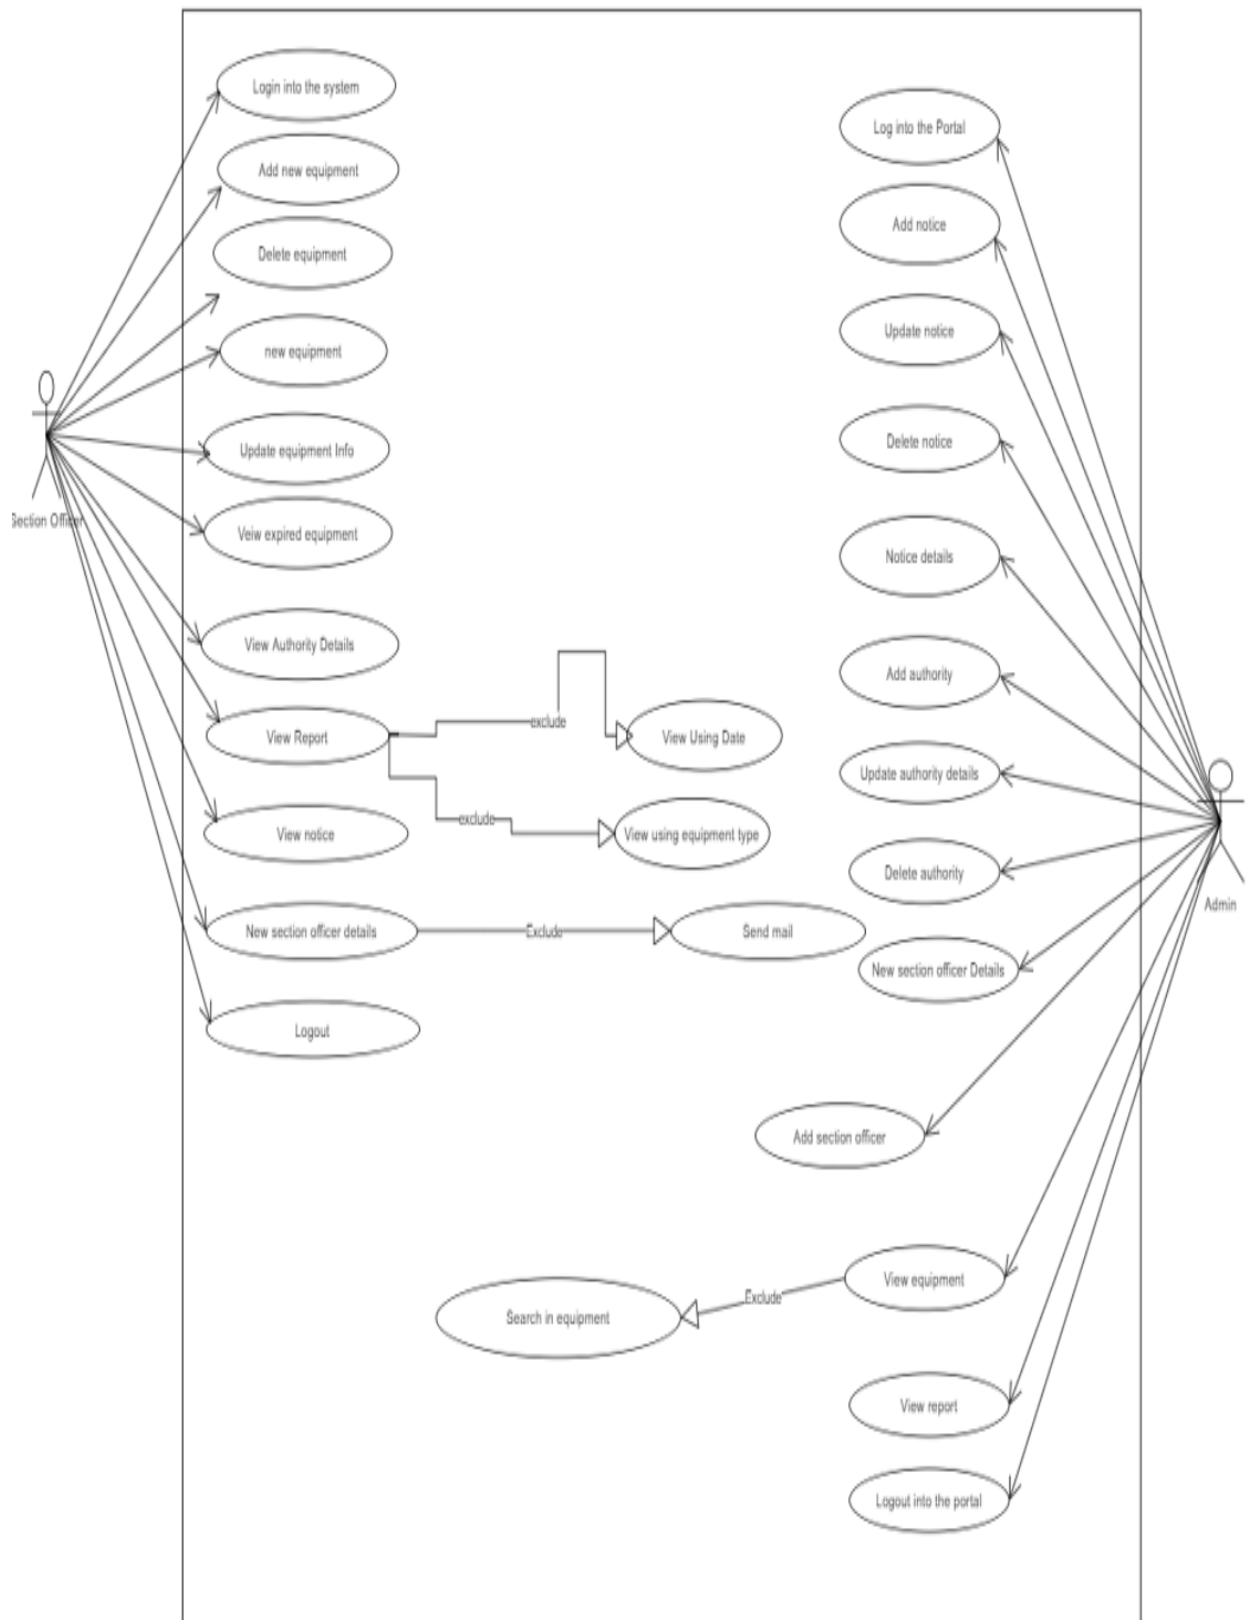 Login into the system
Add new equipment
Delete equipment
new equipment
Update equipment Info
Veiw expired equipment
Section Officer
View Authority Details
View Report
exclude
View Using Date
View notice
exclude
View using equipment type
New section officer details
Exclude
Send mail
Logout
Log into the Portal
Add notice
Update notice
Delete notice
Notice details
Add authority
Update authority details
Delete authority
Admin
New section officer Details
Add section officer
View equipment
Exclude
Search in equipment
View report
Logout into the portal